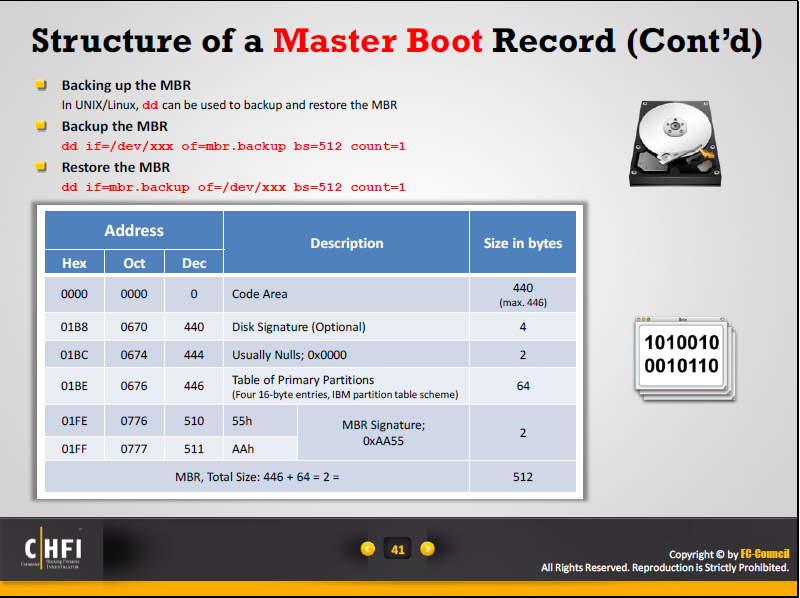 Structure of a Master Boot Record (Cont’d)
Backing up the MBR
In UNIX/Linux, dd can be used to backup and restore the MBR
Backup the MBR
dd if=/dev/xxx of=mbr.backup bs=512 count=1
Restore the MBR
dd if=mbr.backup of=/dev/xxx bs=512 count=1
Address Description Size in bytes
Hex Oct Dec
0000 0000 0 Code Area 440
(max. 446)
01B8 0670 440 Disk Signature (Optional) 4
01BC 0674 444 Usually Nulls; 0x0000 2
01BE 0676 446 Table of Primary Partitions 64
(Four 16-byte entries, IBM partition table scheme)
01FE 0776 510 55h MBR Signature; 2
01FF 0777 511 AAh 0xAA55
MBR, Total Size: 446 + 64 = 2 = 512
1010010
0010110
CHFI
Computer Hacking Forensic
INVESTIGATOR
41
Copyright © by EC-Council
All Rights Reserved. Reproduction is Strictly Prohibited.